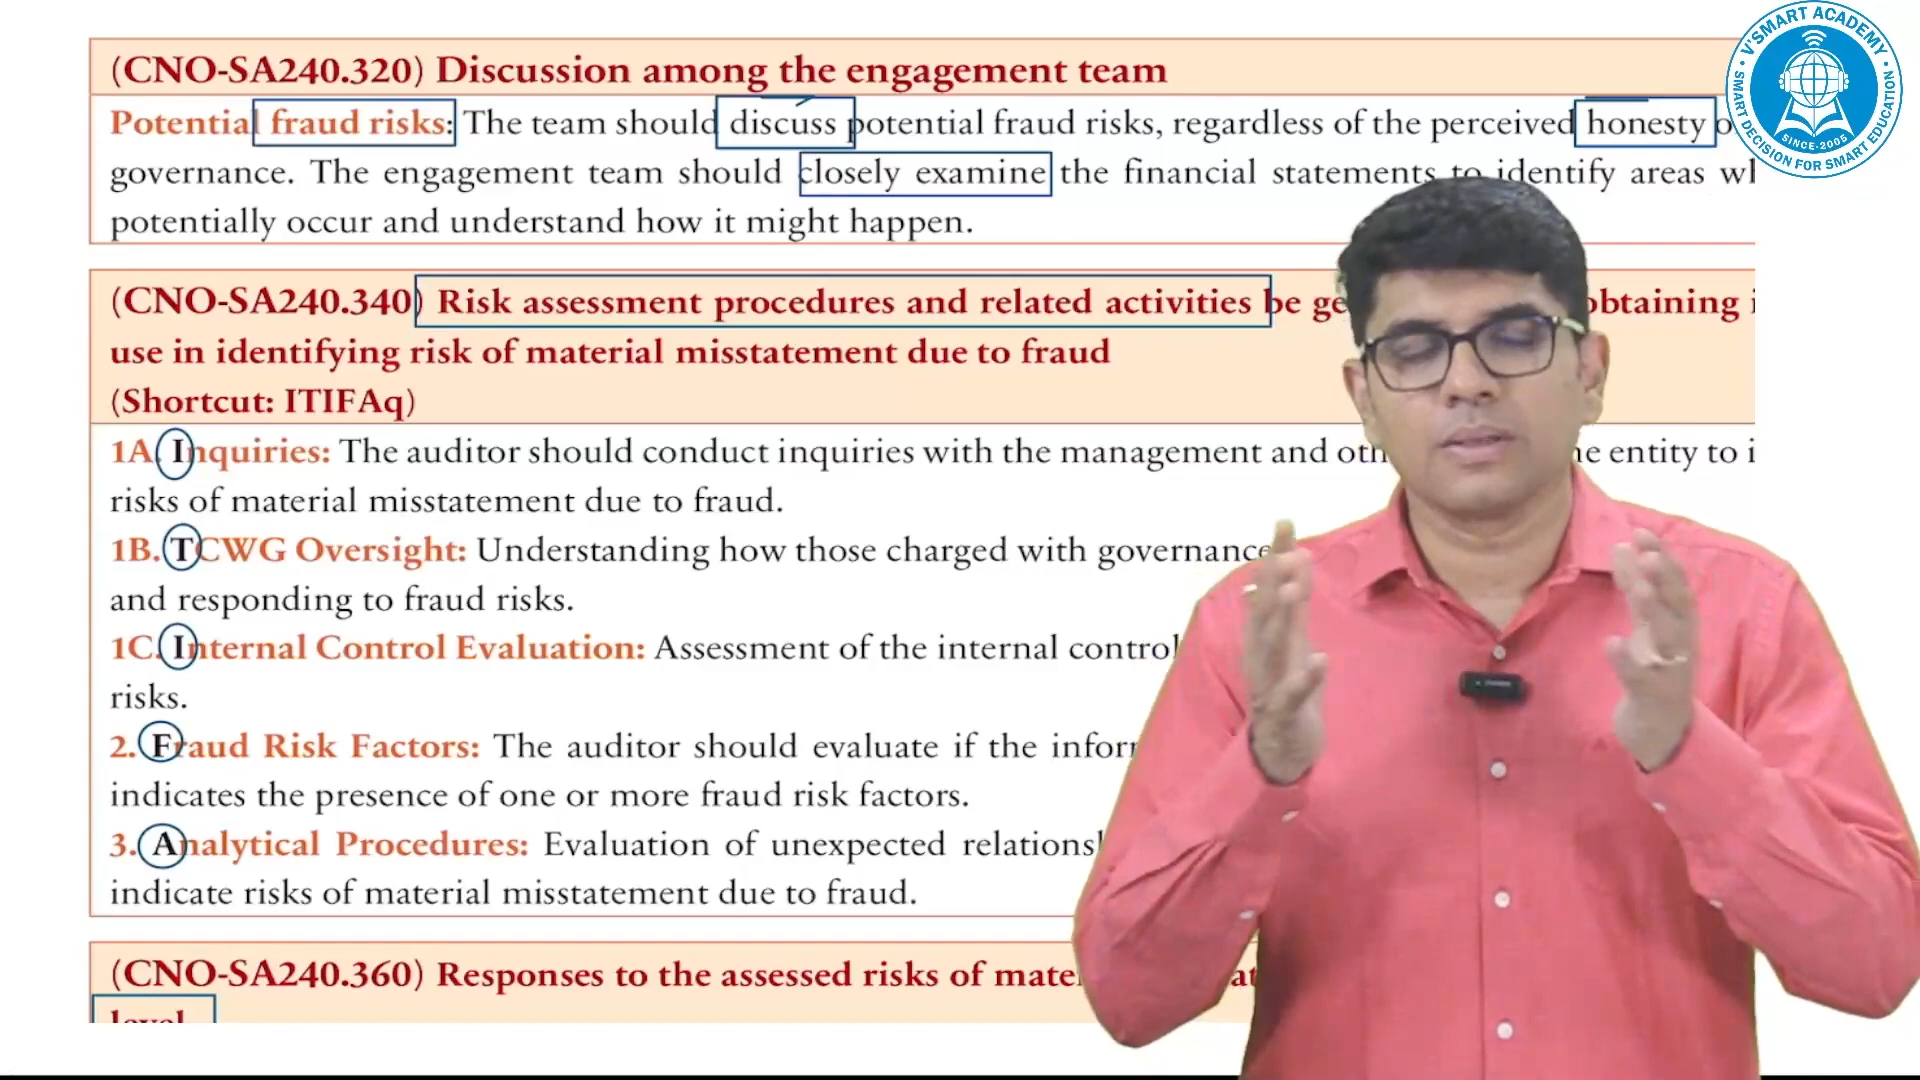 (CNO-SA240.320) Discussion among the engagement team
Potential fraud risks: The team should discuss potential fraud risks, regardless of the perceived honesty
governance. The engagement team should closely examine the financial statements to identify areas
potentially occur and understand how it might happen.
(CNO-SA240.340) Risk assessment procedures and related activities be obtaining
use in identifying risk of material misstatement due to fraud
(Shortcut: ITIFAq)
1A. Inquiries: The auditor should conduct inquiries with the management and entity to
risks of material misstatement due to fraud.
1B. TCWG Oversight: Understanding how those charged with governance
and responding to fraud risks.
1C. Internal Control Evaluation: Assessment of the internal control
risks.
2. Fraud Risk Factors: The auditor should evaluate if the
indicates the presence of one or more fraud risk factors.
3. Analytical Procedures: Evaluation of unexpected
indicate risks of material misstatement due to fraud.
(CNO-SA240.360) Responses to the assessed risks of
level
V'SMART ACADEMY
SINCE-2005
SMART DECISION FOR SMART EDUCATION